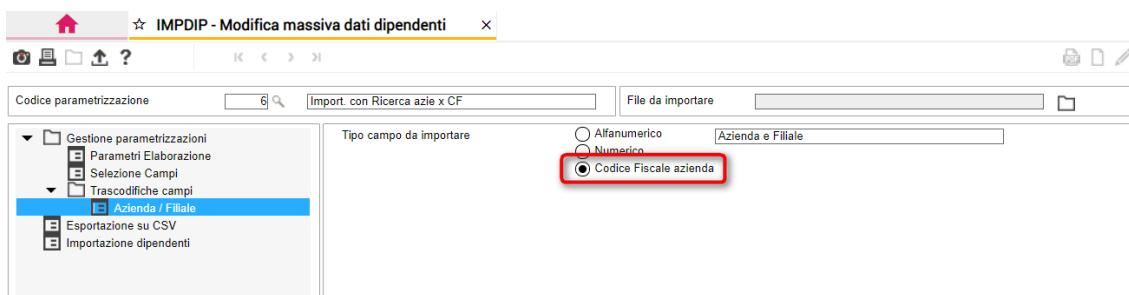 IMPDIP - Modifica massiva dati dipendenti
Codice parametrizzazione 6 Import. con Ricerca azie x CF File da importare
Gestione parametrizzazioni
Parametri Elaborazione
Selezione Campi
Trascodifiche campi
Azienda / Filiale
Esportazione su CSV
Importazione dipendenti
Tipo campo da importare
Alfanumerico
Azienda e Filiale
Numerico
Codice Fiscale azienda